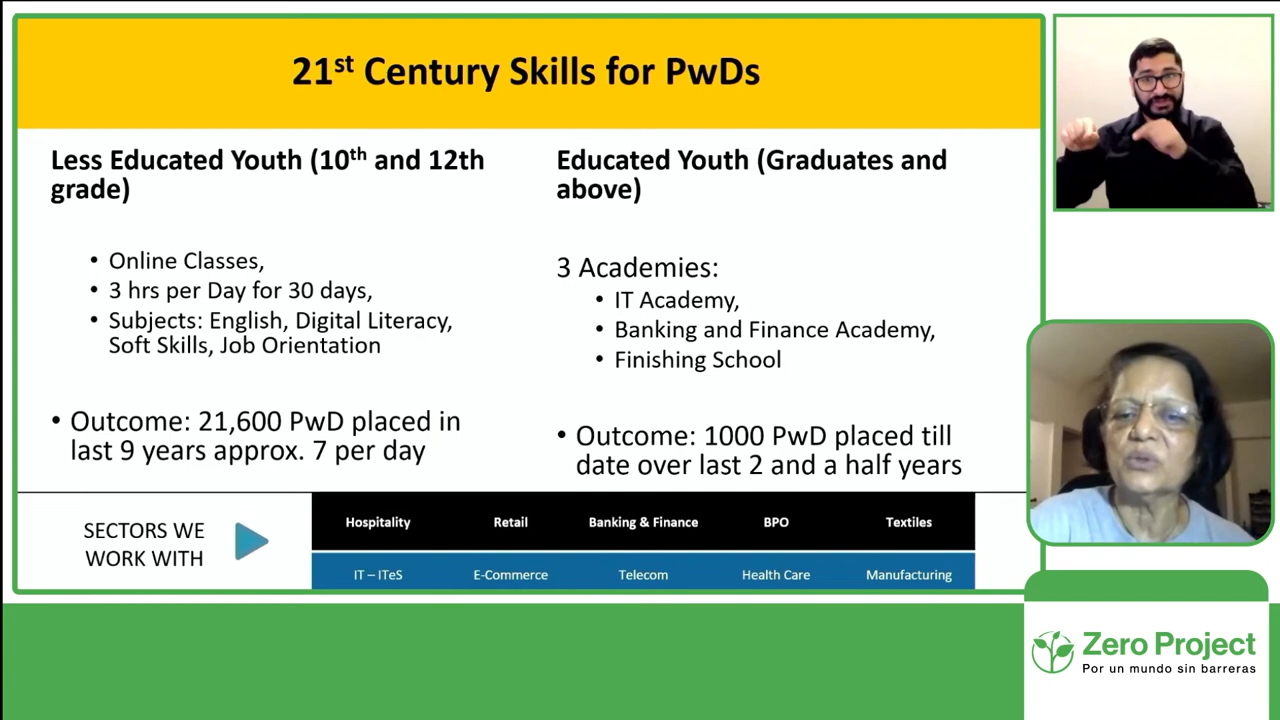 21st Century Skills for PwDs
Less Educated Youth (10th and 12th
grade)
• Online Classes,
• 3 hrs per Day for 30 days,
• Subjects: English, Digital Literacy,
Soft Skills, Job Orientation
• Outcome: 21,600 PwD placed in
last 9 years approx. 7 per day
Educated Youth (Graduates and
above)
3 Academies:
• IT Academy,
• Banking and Finance Academy,
• Finishing School
• Outcome: 1000 PwD placed till
date over last 2 and a half years
SECTORS WE
WORK WITH
Hospitality Retail Banking & Finance BPO Textiles
IT – ITeS E-Commerce Telecom Health Care Manufacturing
Zero Project
Por un mundo sin barreras